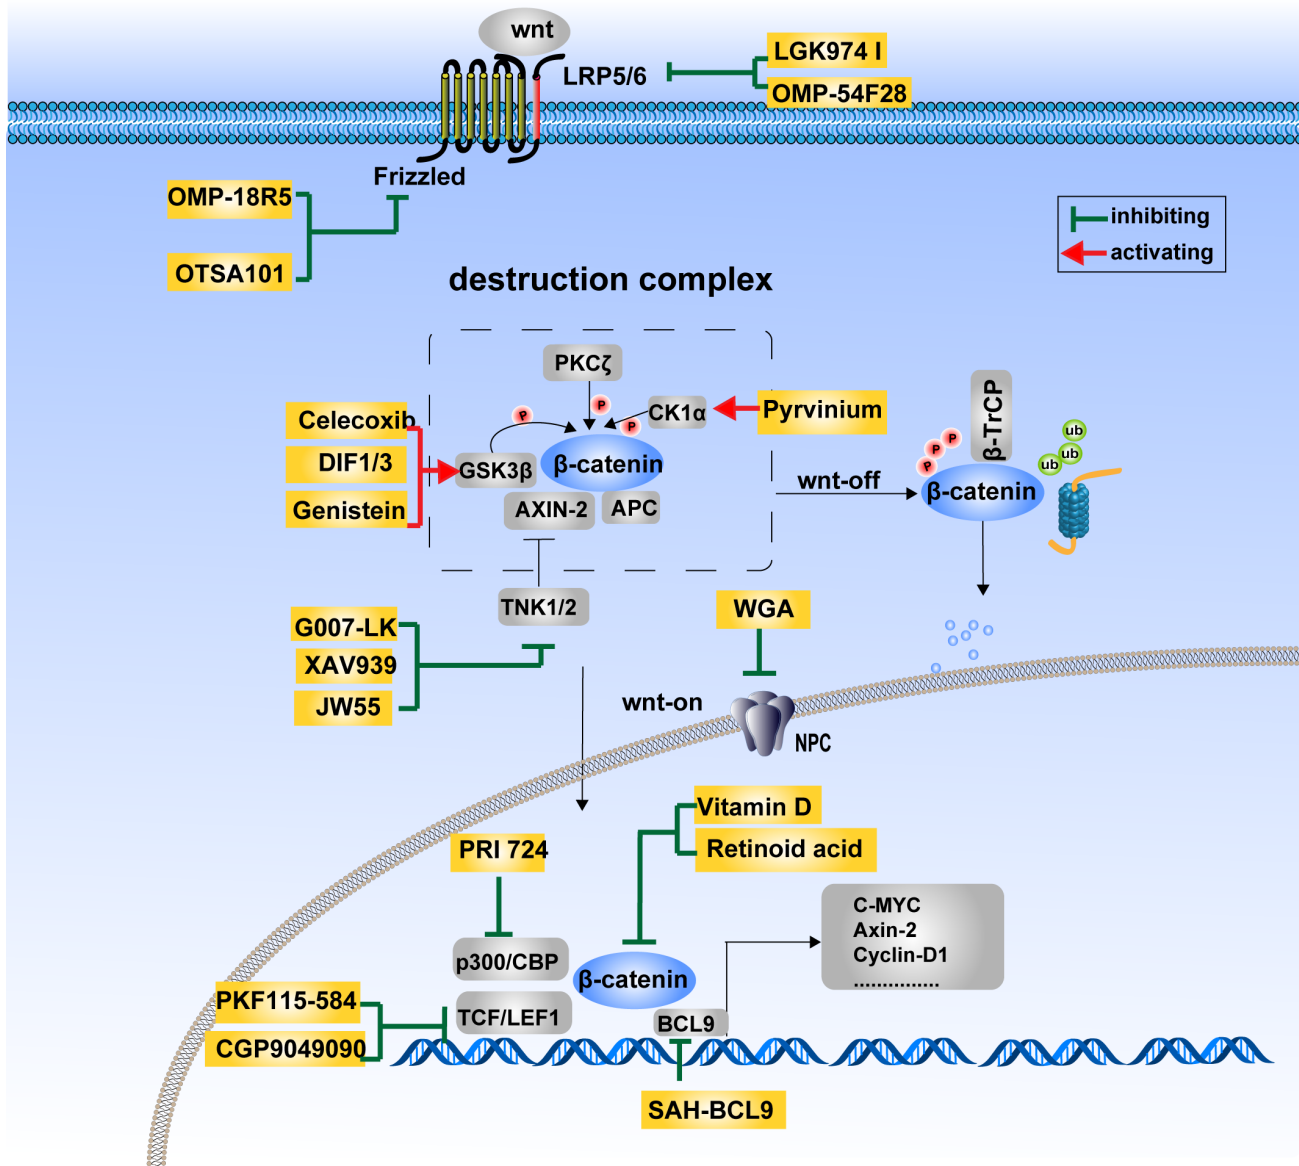 wnt
LRP5/6
LGK974 I
OMP-54F28
Frizzled
OMP-18R5
OTSA101
inhibiting
activating
destruction complex
PKCζ
P
P
P
CK1α
Pyrvinium
Celecoxib
DIF1/3
Genistein
GSK3β
β-catenin
AXIN-2
APC
wnt-off
P
P
P
β-TrCP
β-catenin
ub
ub
ub
TNK1/2
G007-LK
XAV939
JW55
WGA
wnt-on
NPC
Vitamin D
Retinoid acid
PRI 724
p300/CBP
β-catenin
C-MYC
Axin-2
Cyclin-D1
...............
PKF115-584
CGP9049090
TCF/LEF1
BCL9
SAH-BCL9